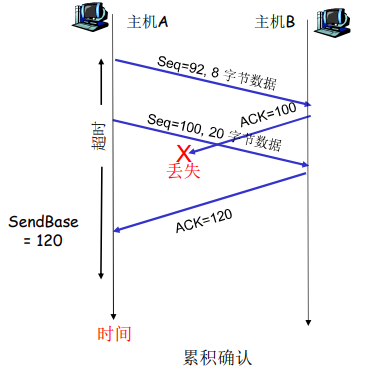 主机A
主机B
Seq=92, 8 字节数据
ACK=100
Seq=100, 20 字节数据
超时
X
丢失
ACK=120
SendBase
= 120
时间
累积确认